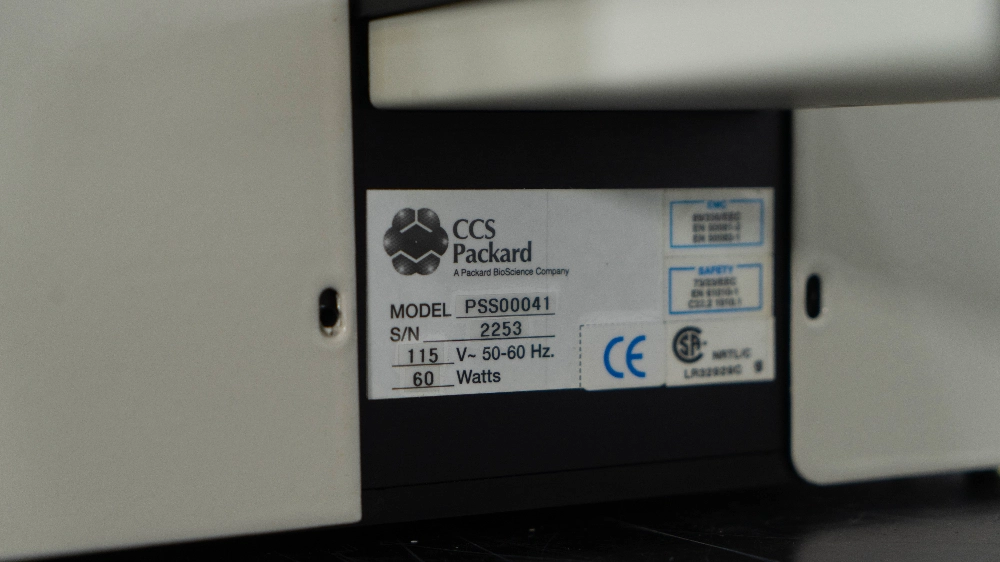 CCS
Packard
A Packard BioScience Company
MODEL PSS00041
S/N 2253
115 V~ 50-60 Hz.
60 Watts
CE
EMC
SAFETY
NRTL/C